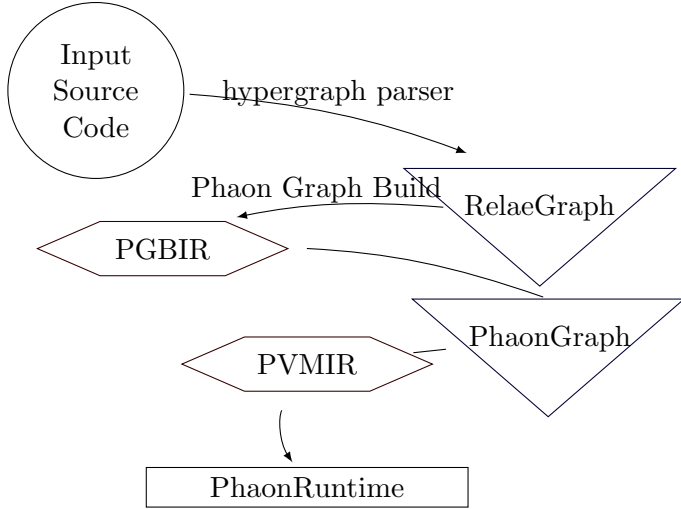 Input
Source
Code
hypergraph parser
Phaon Graph Build
RelaeGraph
PGBIR
PhaonGraph
PVMIR
PhaonRuntime